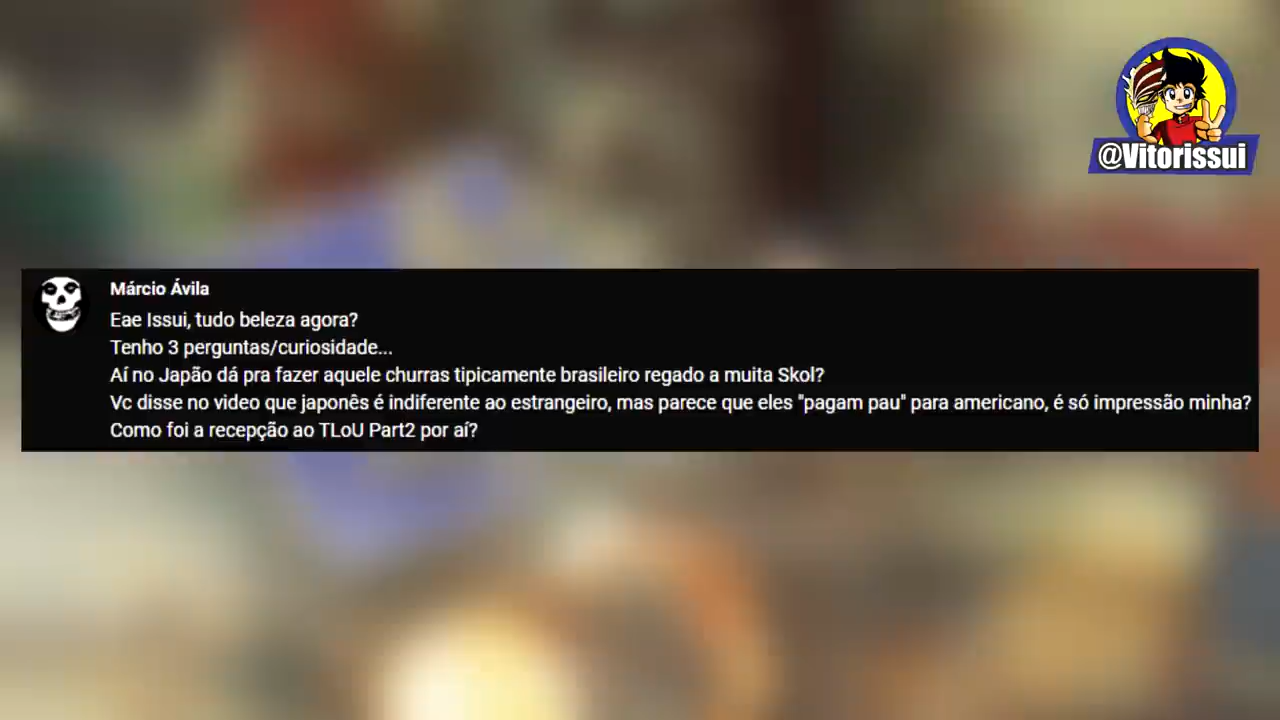 @Vitorissui
Márcio Ávila
Eae Issui, tudo beleza agora?
Tenho 3 perguntas/curiosidade...
Aí no Japão dá pra fazer aquele churras tipicamente brasileiro regado a muita Skol?
Vc disse no video que japonês é indiferente ao estrangeiro, mas parece que eles "pagam pau" para americano, é só impressão minha?
Como foi a recepção ao TLoU Part2 por aí?